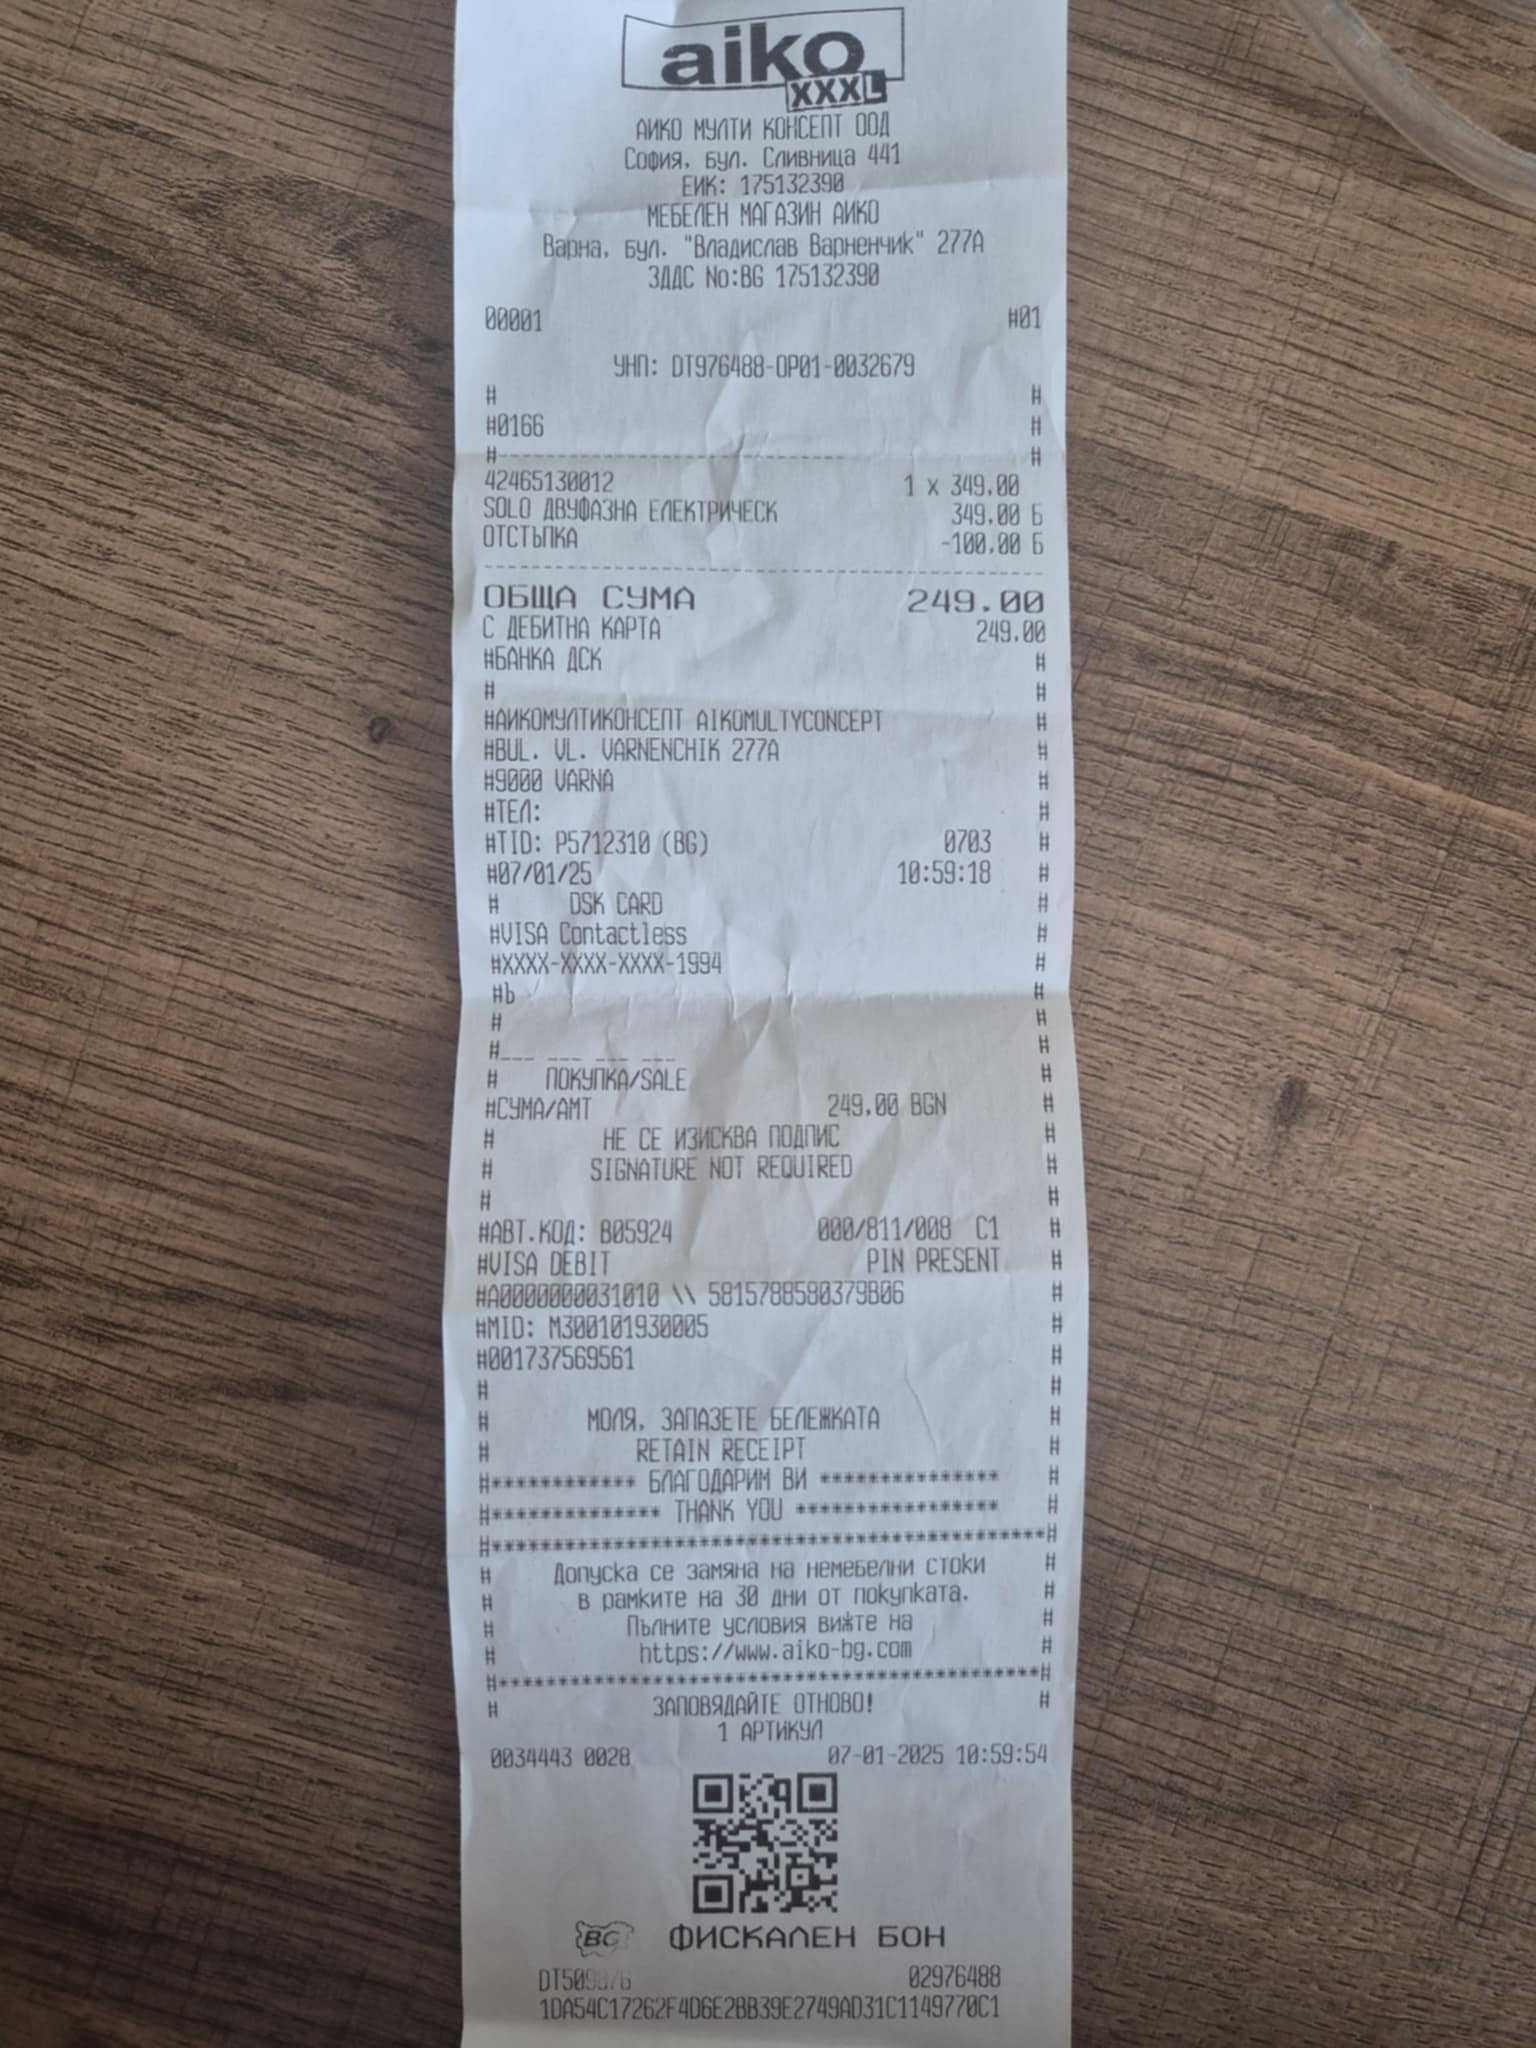 aiko
XXXL
АИКО МУЛТИ КОНСЕПТ ООД
София, бул. Сливница 441
ЕИК: 175132390
МЕБЕЛЕН МАГАЗИН АИКО
Варна, бул. "Владислав Варненчик" 277А
ЗДДС No:BG 175132390
00001 #01
УНП: DT976488-OP01-0032679
# #
#0166 #
#------------------------------ #
42465130012 1 x 349.00
SOLO ДВУФАЗНА ЕЛЕКТРИЧЕСК 349.00 Б
ОТСТЪПКА -100.00 Б
ОБЩА СУМА 249.00
С ДЕБИТНА КАРТА 249.00
#БАНКА ДСК #
# #
#АИКОМУЛТИКОНСЕПТ AIKOMULTYCONCEPT #
#BUL. VL. VARNENCHIK 277A #
#9000 VARNA #
#ТЕЛ: #
#TID: P5712310 (BG) 0703 #
#07/01/25 10:59:18 #
# DSK CARD #
#VISA Contactless #
#XXXX-XXXX-XXXX-1994 #
#Ь #
# #
#___ ___ ___ ___ #
# ПОКУПКА/SALE #
#СУМА/AMT 249.00 BGN #
# НЕ СЕ ИЗИСКВА ПОДПИС #
# SIGNATURE NOT REQUIRED #
# #
#АВТ.КОД: B05924 000/811/008 C1 #
#VISA DEBIT PIN PRESENT #
#A0000000031010 \\ 5815788580379B06 #
#MID: M300101930005 #
#001737569561 #
# #
# МОЛЯ, ЗАПАЗЕТЕ БЕЛЕЖКАТА #
# RETAIN RECEIPT #
#************ БЛАГОДАРИМ ВИ *************** #
#************** THANK YOU ***************** #
#**********************************************#
# Допуска се замяна на немебелни стоки #
# в рамките на 30 дни от покупката. #
# Пълните условия вижте на #
# https://www.aiko-bg.com #
#**********************************************#
# ЗАПОВЯДАЙТЕ ОТНОВО! #
1 АРТИКУЛ
0034443 0028 07-01-2025 10:59:54
BG ФИСКАЛЕН БОН
02976488
1DA54C17262F4D6E2BB39E2749AD31C1149770C1